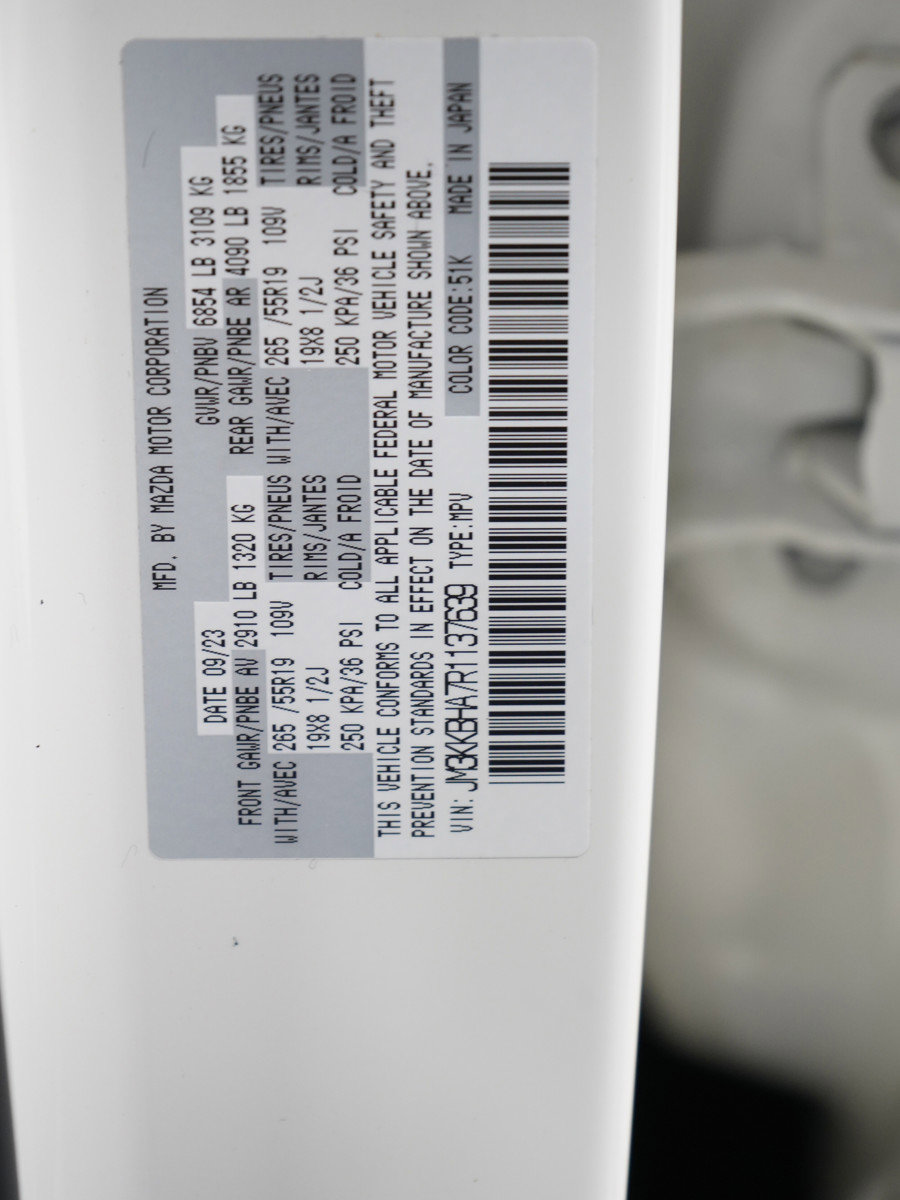 MFD. BY MAZDA MOTOR CORPORATION
DATE 09/23 GVWR/PNBV 6854 LB 3109 KG
FRONT GAWR/PNBE AV 2910 LB 1320 KG REAR GAWR/PNBE AR 4090 LB 1855 KG
WITH/AVEC 265 /55R19 109V TIRES/PNEUS WITH/AVEC 265 /55R19 109V TIRES/PNEUS
19X8 1/2J RIMS/JANTES 19X8 1/2J RIMS/JANTES
250 KPA/36 PSI COLD/A FROID 250 KPA/36 PSI COLD/A FROID
THIS VEHICLE CONFORMS TO ALL APPLICABLE FEDERAL MOTOR VEHICLE SAFETY AND THEFT
PREVENTION STANDARDS IN EFFECT ON THE DATE OF MANUFACTURE SHOWN ABOVE.
VIN: JM3KKBHA7R1137639 TYPE:MPV COLOR CODE:51K MADE IN JAPAN